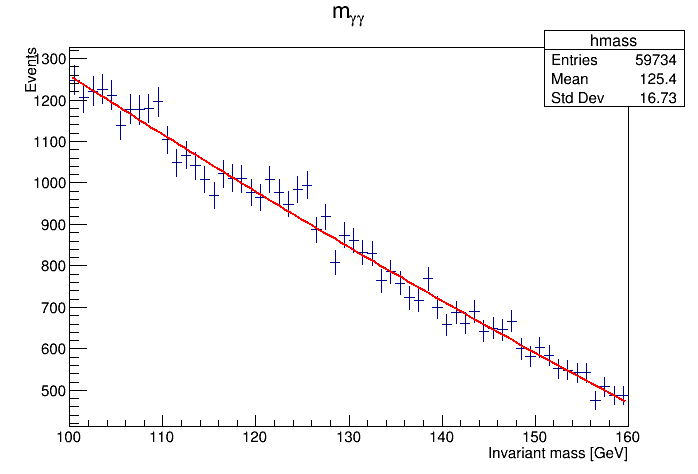 mγγ
hmass
Entries 59734
Mean 125.4
Std Dev 16.73
Events
1300
1200
1100
1000
900
800
700
600
500
100 110 120 130 140 150 160
Invariant mass [GeV]